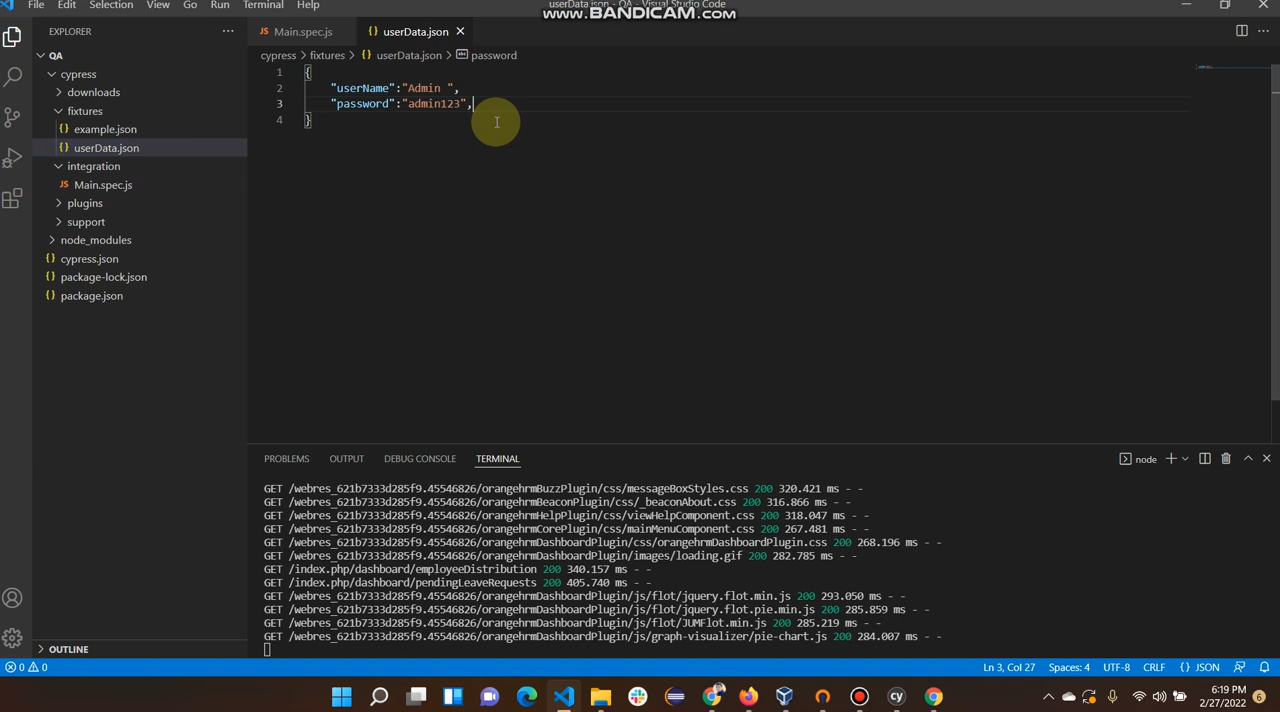 File Edit Selection View Go Run Terminal Help
userData.json - QA - Visual Studio Code
www.BANDICAM.com
EXPLORER
Main.spec.js
userData.json
QA
cypress > fixtures > userData.json > password
cypress
downloads
fixtures
example.json
userData.json
integration
Main.spec.js
plugins
support
node_modules
cypress.json
package-lock.json
package.json
1 {
2 "userName":"Admin ",
3 "password":"admin123",
4 }
PROBLEMS OUTPUT DEBUG CONSOLE TERMINAL
node
GET /webres_621b7333d285f9.45546826/orangehrmBuzzPlugin/css/messageBoxStyles.css 200 320.421 ms - -
GET /webres_621b7333d285f9.45546826/orangehrmBeaconPlugin/css/_beaconAbout.css 200 316.866 ms - -
GET /webres_621b7333d285f9.45546826/orangehrmHelpPlugin/css/viewHelpComponent.css 200 318.047 ms - -
GET /webres_621b7333d285f9.45546826/orangehrmCorePlugin/css/mainMenuComponent.css 200 267.481 ms - -
GET /webres_621b7333d285f9.45546826/orangehrmDashboardPlugin/css/orangehrmDashboardPlugin.css 200 268.196 ms - -
GET /webres_621b7333d285f9.45546826/orangehrmDashboardPlugin/images/loading.gif 200 282.785 ms - -
GET /index.php/dashboard/employeeDistribution 200 340.157 ms - -
GET /index.php/dashboard/pendingLeaveRequests 200 405.740 ms - -
GET /webres_621b7333d285f9.45546826/orangehrmDashboardPlugin/js/flot/jquery.flot.min.js 200 293.050 ms - -
GET /webres_621b7333d285f9.45546826/orangehrmDashboardPlugin/js/flot/jquery.flot.pie.min.js 200 285.859 ms - -
GET /webres_621b7333d285f9.45546826/orangehrmDashboardPlugin/js/flot/JUMFlot.min.js 200 285.219 ms - -
GET /webres_621b7333d285f9.45546826/orangehrmDashboardPlugin/js/graph-visualizer/pie-chart.js 200 284.007 ms - -
OUTLINE
0 0
Ln 3, Col 27 Spaces: 4 UTF-8 CRLF {} JSON
6:19 PM
2/27/2022
6